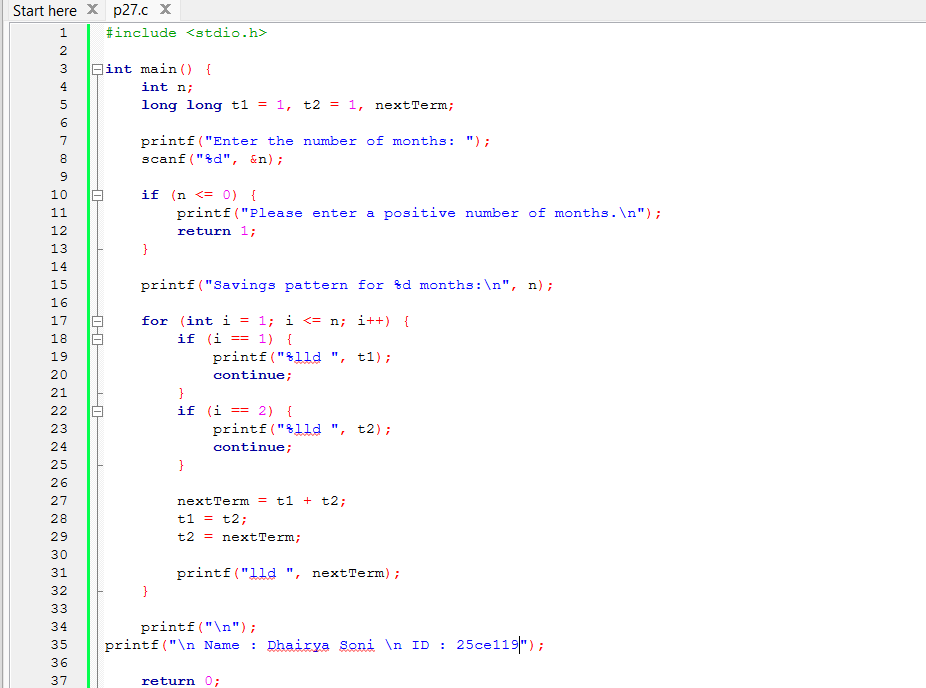 Start here X p27.c X
1 #include <stdio.h>
2
3 int main() {
4     int n;
5     long long t1 = 1, t2 = 1, nextTerm;
6
7     printf("Enter the number of months: ");
8     scanf("%d", &n);
9
10     if (n <= 0) {
11         printf("Please enter a positive number of months.\n");
12         return 1;
13     }
14
15     printf("Savings pattern for %d months:\n", n);
16
17     for (int i = 1; i <= n; i++) {
18         if (i == 1) {
19             printf("%lld ", t1);
20             continue;
21         }
22         if (i == 2) {
23             printf("%lld ", t2);
24             continue;
25         }
26
27         nextTerm = t1 + t2;
28         t1 = t2;
29         t2 = nextTerm;
30
31         printf("lld ", nextTerm);
32     }
33
34     printf("\n");
35 printf("\n Name : Dhairya Soni \n ID : 25ce119");
36
37     return 0;